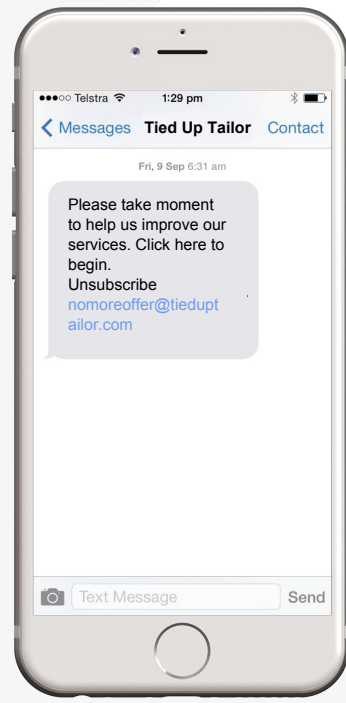 Telstra 1:29 pm
Messages Tied Up Tailor Contact
Fri, 9 Sep 6:31 am
Please take moment
to help us improve our
services. Click here to
begin.
Unsubscribe
nomoreoffer@tiedupt
ailor.com
Text Message Send